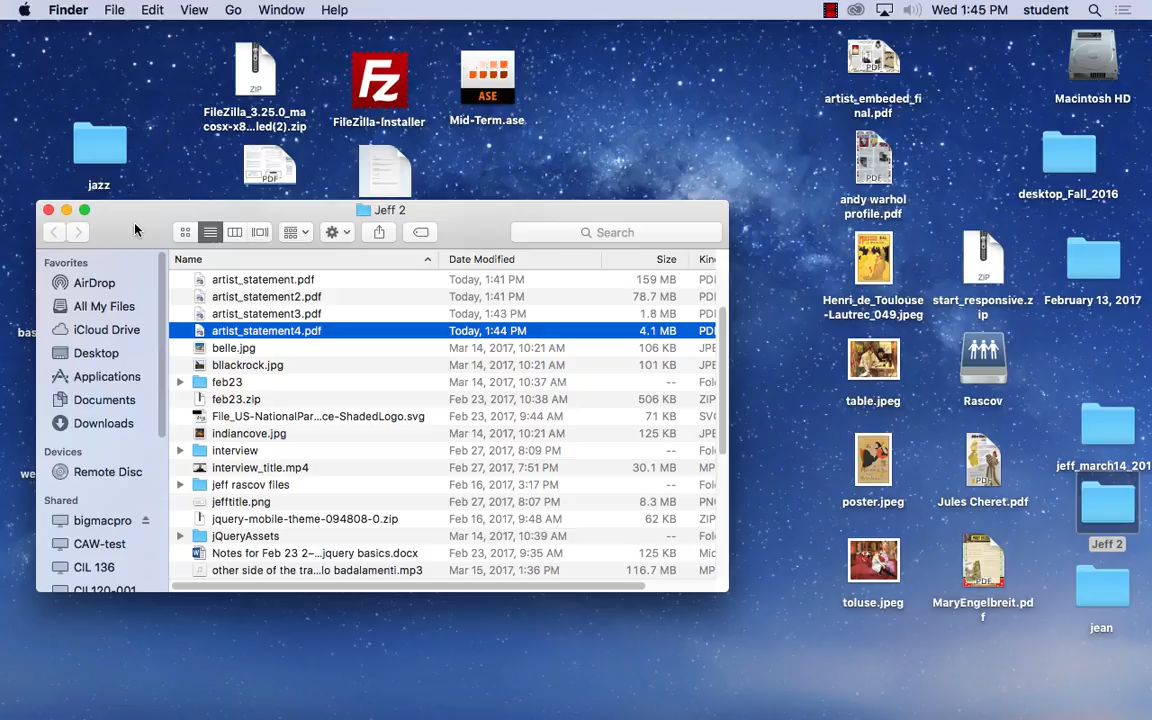 Finder File Edit View Go Window Help
Wed 1:45 PM student
ZIP
FileZilla_3.25.0_ma
cosx-x8...led(2).zip
Fz
FileZilla-Installer
ASE
Mid-Term.ase
jazz
PDF
PDF
artist_embeded_fi
nal.pdf
Macintosh HD
PDF
andy warhol
profile.pdf
desktop_Fall_2016
Henri_de_Toulouse
-Lautrec_049.jpeg
ZIP
start_responsive.z
ip
February 13, 2017
table.jpeg
Rascov
jeff_march14_201
poster.jpeg
PDF
Jules Cheret.pdf
Jeff 2
toluse.jpeg
PDF
MaryEngelbreit.pd
f
jean
bas
we
Jeff 2
Search
Favorites
AirDrop
All My Files
iCloud Drive
Desktop
Applications
Documents
Downloads
Devices
Remote Disc
Shared
bigmacpro
CAW-test
CIL 136
CIL120-001
Name Date Modified Size Kin
artist_statement.pdf Today, 1:41 PM 159 MB PDI
artist_statement2.pdf Today, 1:41 PM 78.7 MB PDI
artist_statement3.pdf Today, 1:43 PM 1.8 MB PDI
artist_statement4.pdf Today, 1:44 PM 4.1 MB PDI
belle.jpg Mar 14, 2017, 10:21 AM 106 KB JPE
bllackrock.jpg Mar 14, 2017, 10:21 AM 101 KB JPE
feb23 Mar 14, 2017, 10:37 AM -- Fol
feb23.zip Feb 23, 2017, 10:38 AM 506 KB ZIP
File_US-NationalPar...ce-ShadedLogo.svg Feb 23, 2017, 9:44 AM 71 KB SVG
indiancove.jpg Mar 14, 2017, 10:21 AM 125 KB JPE
interview Feb 27, 2017, 8:09 PM -- Fol
interview_title.mp4 Feb 27, 2017, 7:51 PM 30.1 MB MP
jeff rascov files Feb 16, 2017, 3:17 PM -- Fol
jefftitle.png Feb 27, 2017, 8:07 PM 8.3 MB PN
jquery-mobile-theme-094808-0.zip Feb 16, 2017, 9:48 AM 62 KB ZIP
jQueryAssets Mar 14, 2017, 10:39 AM -- Fol
Notes for Feb 23 2–...jquery basics.docx Feb 23, 2017, 9:35 AM 125 KB Mic
other side of the tra...lo badalamenti.mp3 Mar 15, 2017, 1:36 PM 116.7 MB MP